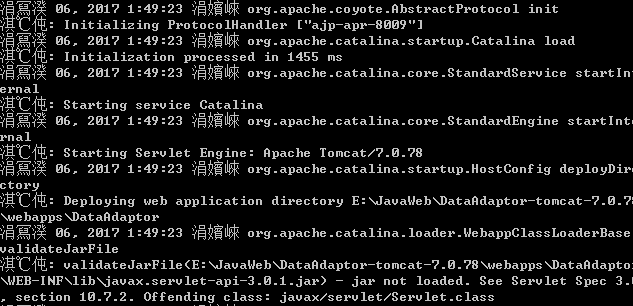 涓冩湀 06, 2017 1:49:23 涓嬪崍 org.apache.coyote.AbstractProtocol init
淇℃伅: Initializing ProtocolHandler ["ajp-apr-8009"]
涓冩湀 06, 2017 1:49:23 涓嬪崍 org.apache.catalina.startup.Catalina load
淇℃伅: Initialization processed in 1455 ms
涓冩湀 06, 2017 1:49:23 涓嬪崍 org.apache.catalina.core.StandardService startInt
ernal
淇℃伅: Starting service Catalina
涓冩湀 06, 2017 1:49:23 涓嬪崍 org.apache.catalina.core.StandardEngine startInte
rnal
淇℃伅: Starting Servlet Engine: Apache Tomcat/7.0.78
涓冩湀 06, 2017 1:49:23 涓嬪崍 org.apache.catalina.startup.HostConfig deployDire
ctory
淇℃伅: Deploying web application directory E:\JavaWeb\DataAdaptor-tomcat-7.0.78
\webapps\DataAdaptor
涓冩湀 06, 2017 1:49:23 涓嬪崍 org.apache.catalina.loader.WebappClassLoaderBase
validateJarFile
淇℃伅: validateJarFile(E:\JavaWeb\DataAdaptor-tomcat-7.0.78\webapps\DataAdaptor
\WEB-INF\lib\javax.servlet-api-3.0.1.jar) - jar not loaded. See Servlet Spec 3.0
, section 10.7.2. Offending class: javax/servlet/Servlet.class